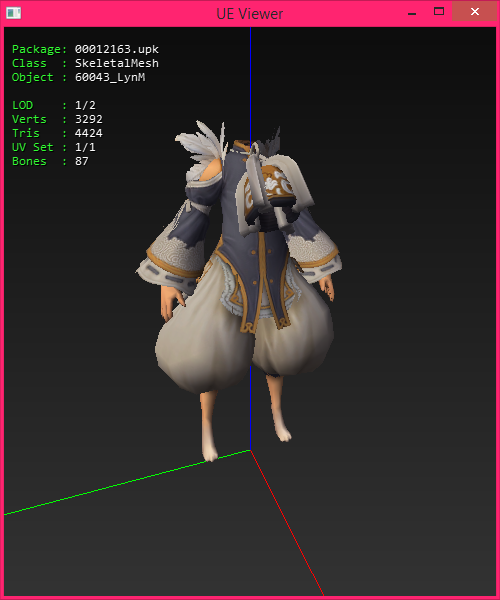 UE Viewer
Package: 00012163.upk
Class : SkeletalMesh
Object : 60043_LynM
LOD : 1/2
Verts : 3292
Tris : 4424
UV Set : 1/1
Bones : 87